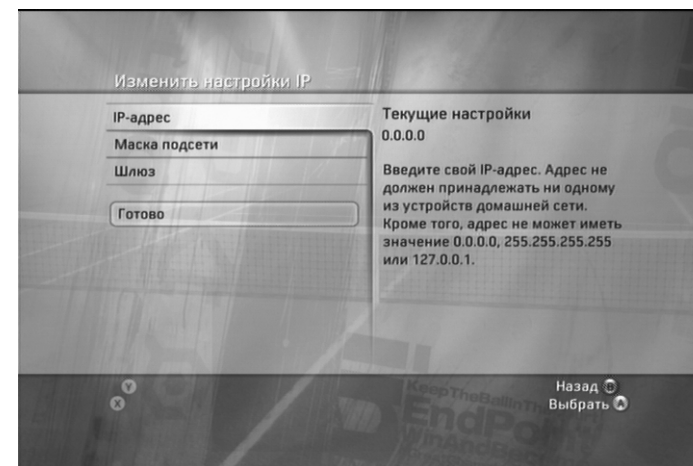 Изменить настройки IP
IP-адрес
Маска подсети
Шлюз
Готово
Текущие настройки
0.0.0.0
Введите свой IP-адрес. Адрес не
должен принадлежать ни одному
из устройств домашней сети.
Кроме того, адрес не может иметь
значение 0.0.0.0, 255.255.255.255
или 127.0.0.1.
Y
X
Назад B
Выбрать A
KeepTheBallInTh
EndPo